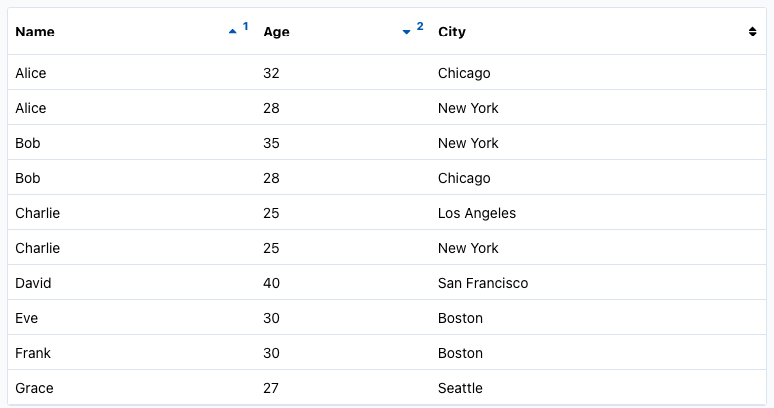 Name 1 Age 2 City
Alice 32 Chicago
Alice 28 New York
Bob 35 New York
Bob 28 Chicago
Charlie 25 Los Angeles
Charlie 25 New York
David 40 San Francisco
Eve 30 Boston
Frank 30 Boston
Grace 27 Seattle